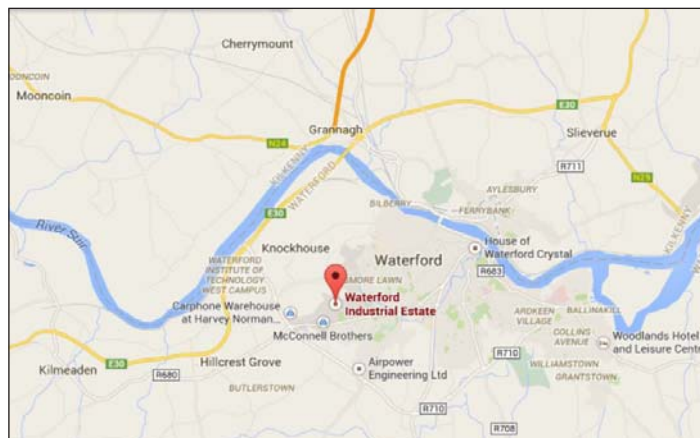 Cherrymount
MOONCOIN
Mooncoin
E30
Grannagh
Slieverue
N24
KILKENNY
WATERFORD
R711
AYLESBURY
N25
BILBERRY
FERRYBANK
KILKENNY
E30
River Suir
Knockhouse
House of
Waterford Crystal
WATERFORD
INSTITUTE OF
TECHNOLOGY
WEST CAMPUS
Waterford
R683
Waterford
Industrial Estate
Carphone Warehouse
at Harvey Norman...
ARDKEEN
VILLAGE
BALLINAKILL
McConnell Brothers
COLLINS
AVENUE
Woodlands Hotel
and Leisure Centr
E30
Hillcrest Grove
R710
Kilmeaden
R680
Airpower
Engineering Ltd
WILLIAMSTOWN
GRANTSTOWN
BUTLERSTOWN
R710
R708